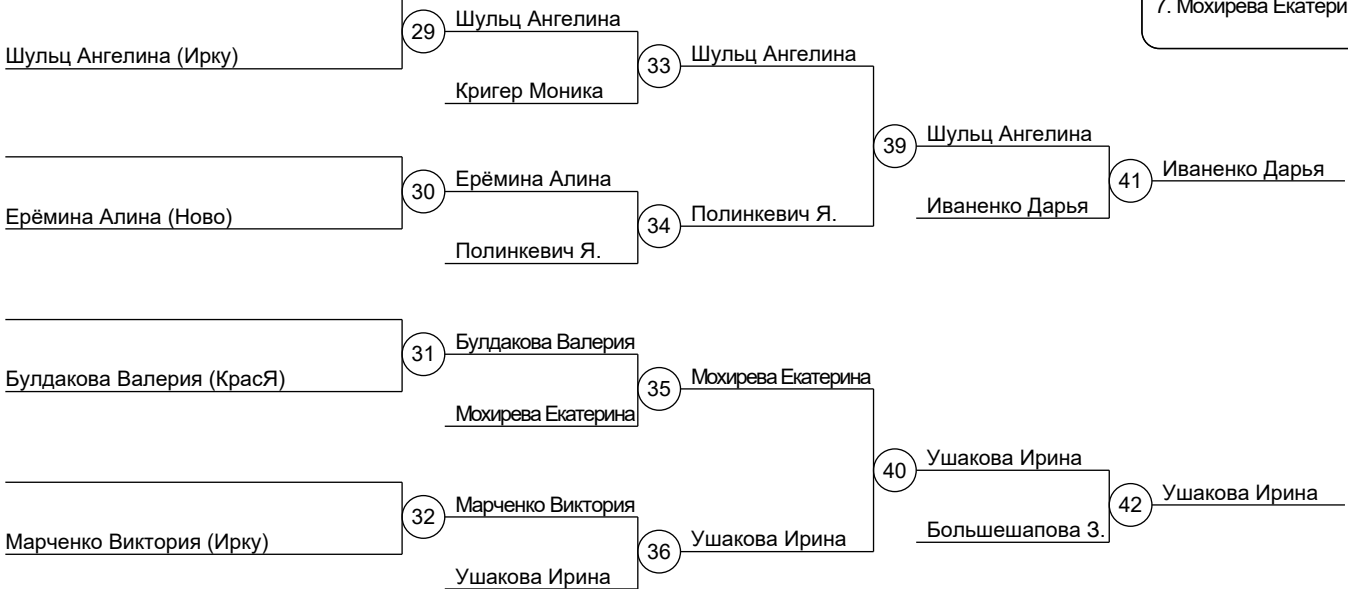 7. Мохирева Екатери
29 Шульц Ангелина
Шульц Ангелина (Ирку)
33 Шульц Ангелина
Кригер Моника
39 Шульц Ангелина
30 Ерёмина Алина
41 Иваненко Дарья
Ерёмина Алина (Ново)
34 Полинкевич Я.
Иваненко Дарья
Полинкевич Я.
31 Булдакова Валерия
Булдакова Валерия (КрасЯ)
35 Мохирева Екатерина
Мохирева Екатерина
40 Ушакова Ирина
32 Марченко Виктория
42 Ушакова Ирина
Большешапова З.
Марченко Виктория (Ирку)
36 Ушакова Ирина
Ушакова Ирина